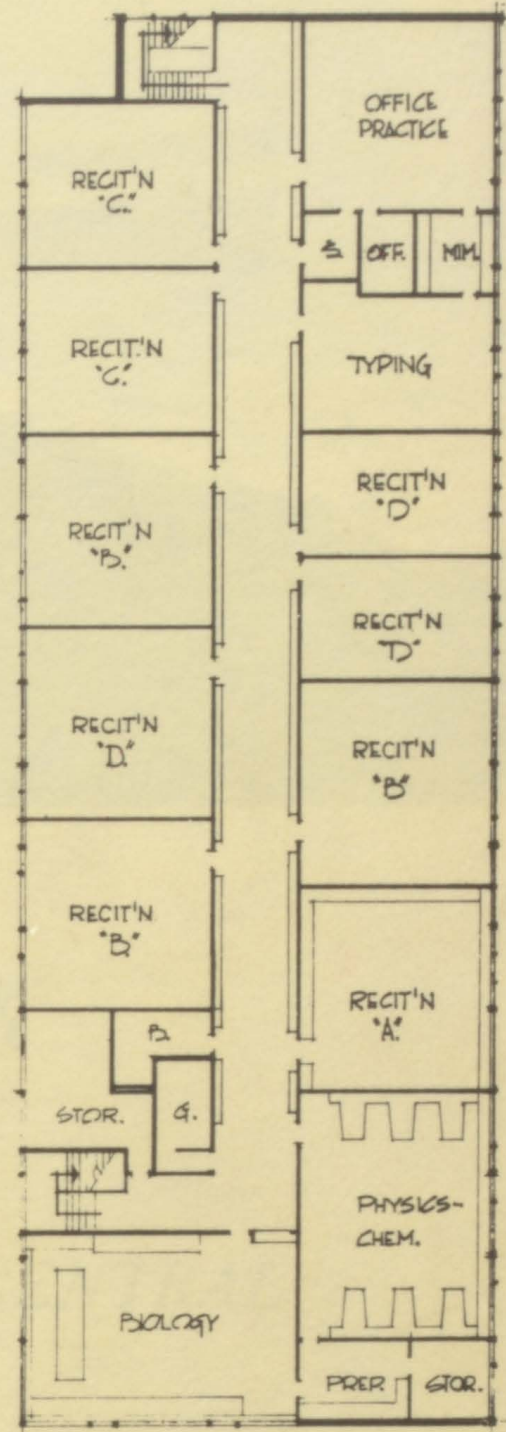 OFFICE
PRACTICE
RECIT'N
"C."
S.
OFF.
MIM.
RECIT.'N
"C."
TYPING
RECIT'N
"D"
RECIT'N
"B."
RECIT'N
"D"
RECIT'N
"D."
RECIT'N
"B"
RECIT'N
"B."
RECIT'N
"A."
B.
STOR.
G.
PHYSICS-
CHEM.
BIOLOGY
PREP.
STOR.